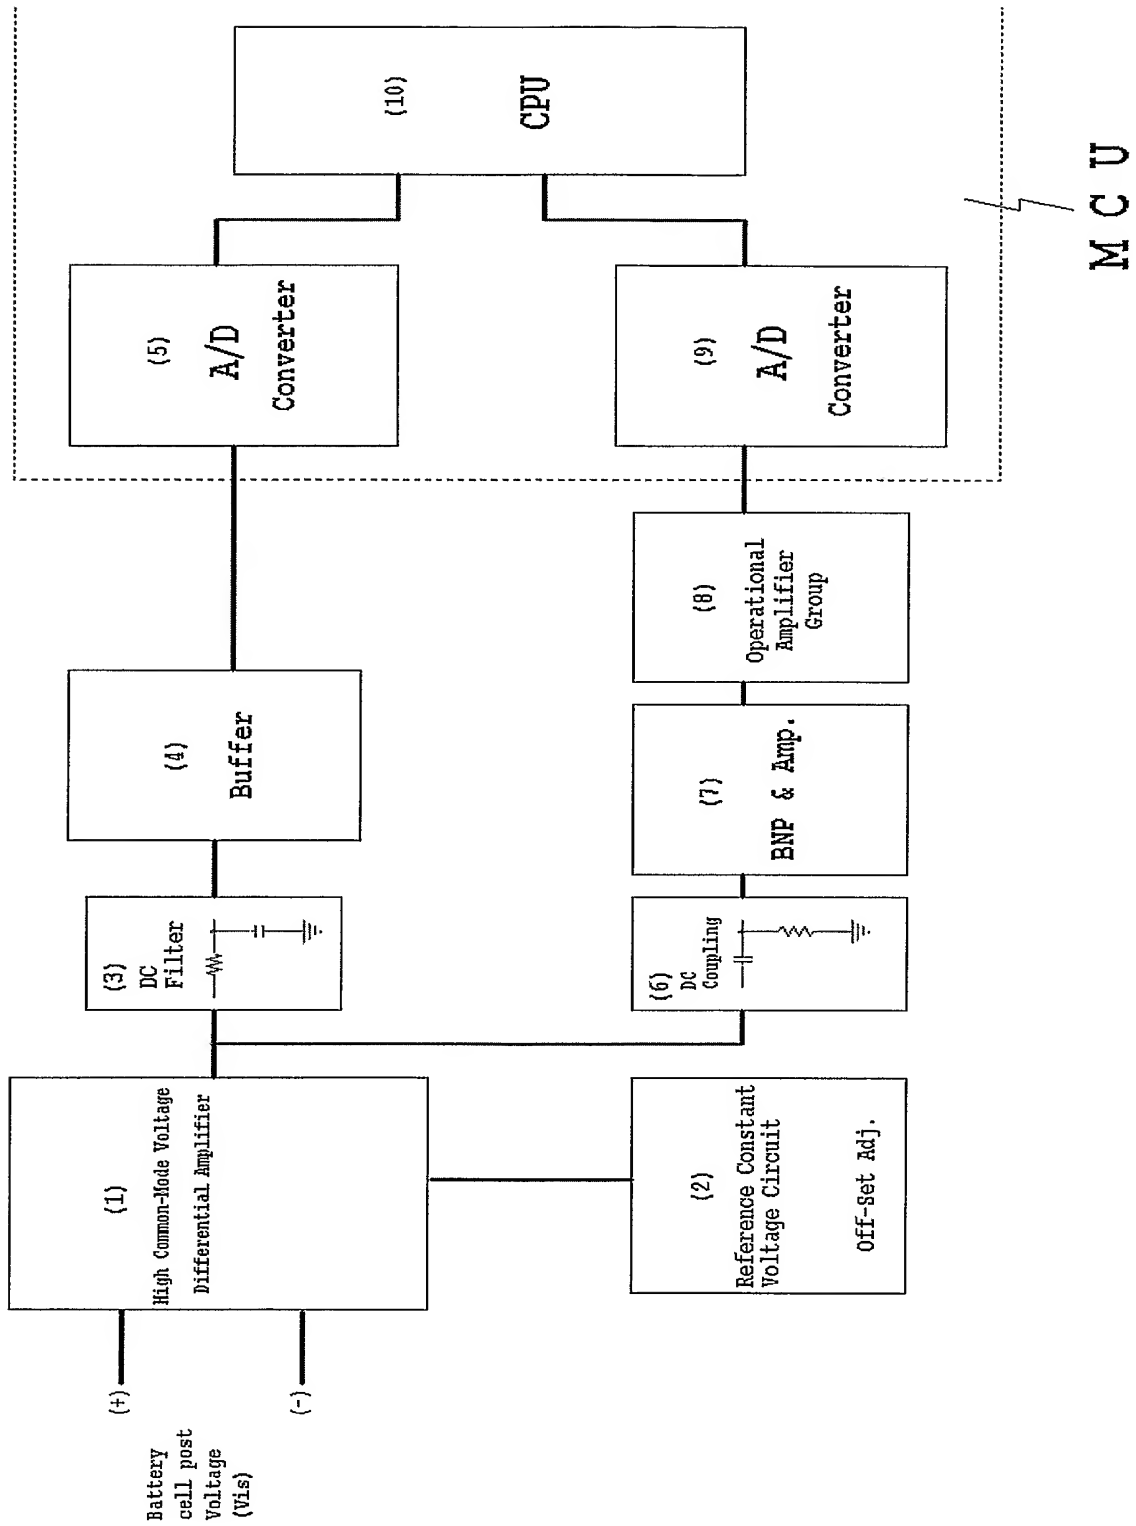 Battery
cell post
Voltage
(Vis)
(+)
(-)
(1)
High Common-Mode Voltage
Differential Amplifier
(2)
Reference Constant
Voltage Circuit
Off-Set Adj.
(3)
DC
Filter
(4)
Buffer
(5)
A/D
Converter
(6)
DC
Coupling
(7)
BNP & Amp.
(8)
Operational
Amplifier
Group
(9)
A/D
Converter
(10)
CPU
M C U